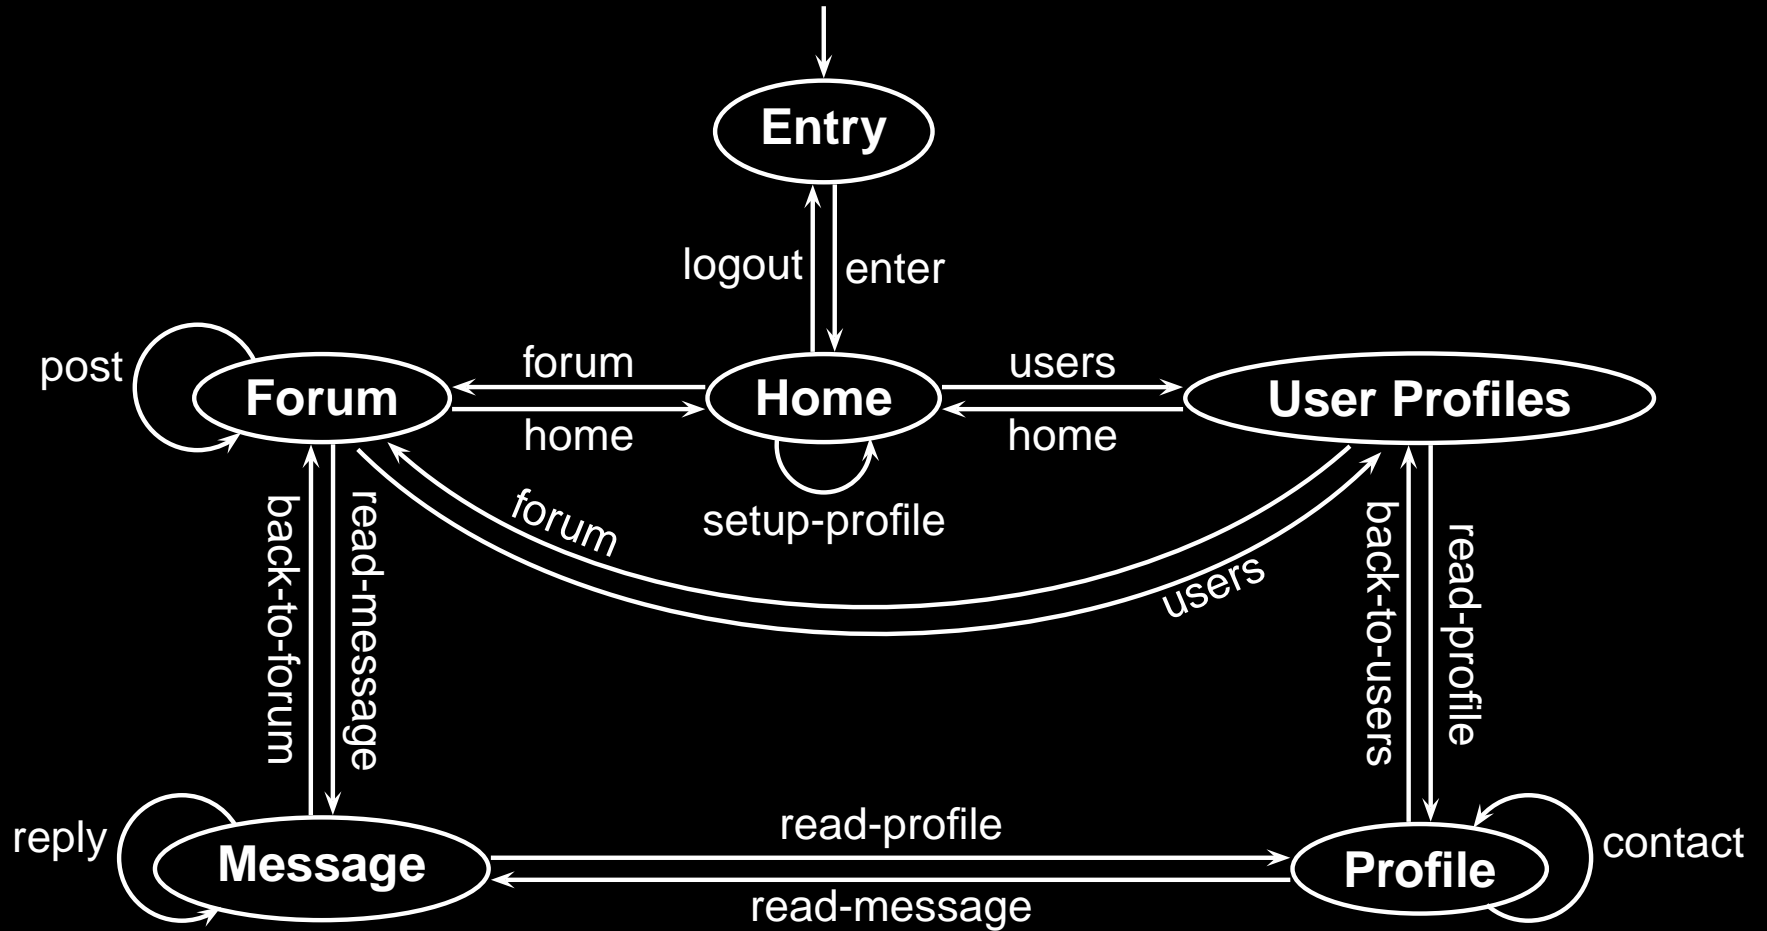 Entry
logout
enter
post
forum
users
Forum
Home
User Profiles
home
home
setup-profile
forum
users
back-to-forum
read-message
back-to-users
read-profile
reply
read-profile
contact
Message
Profile
read-message